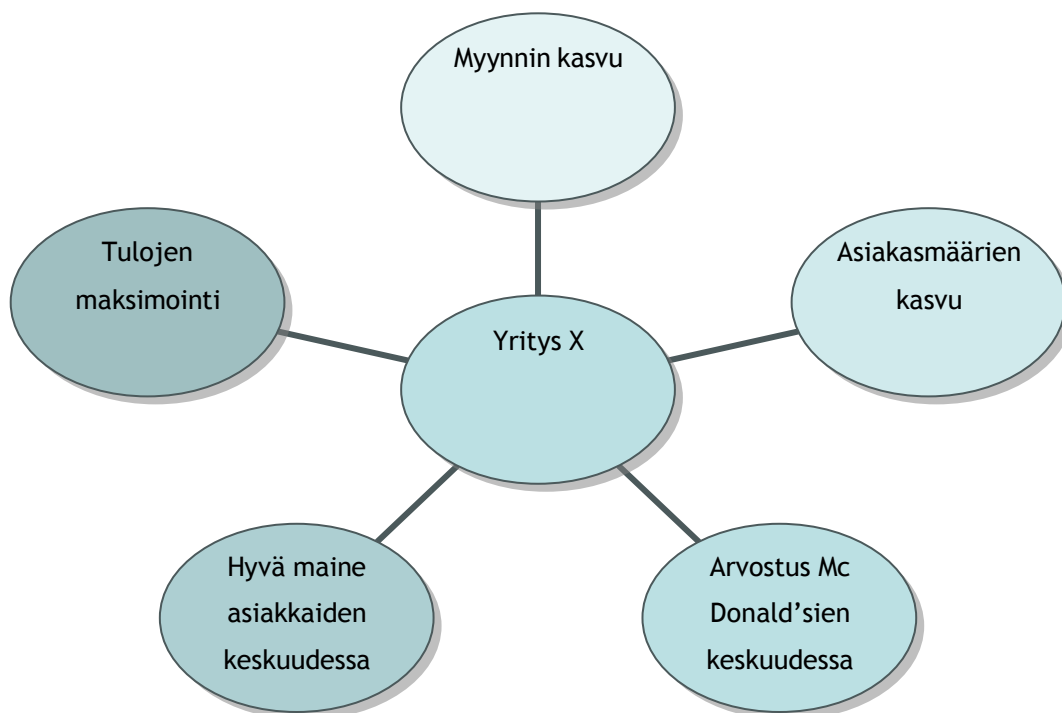 Myynnin kasvu
Tulojen
maksimointi
Asiakasmäärien
kasvu
Yritys X
Hyvä maine
asiakkaiden
keskuudessa
Arvostus Mc
Donald’sien
keskuudessa